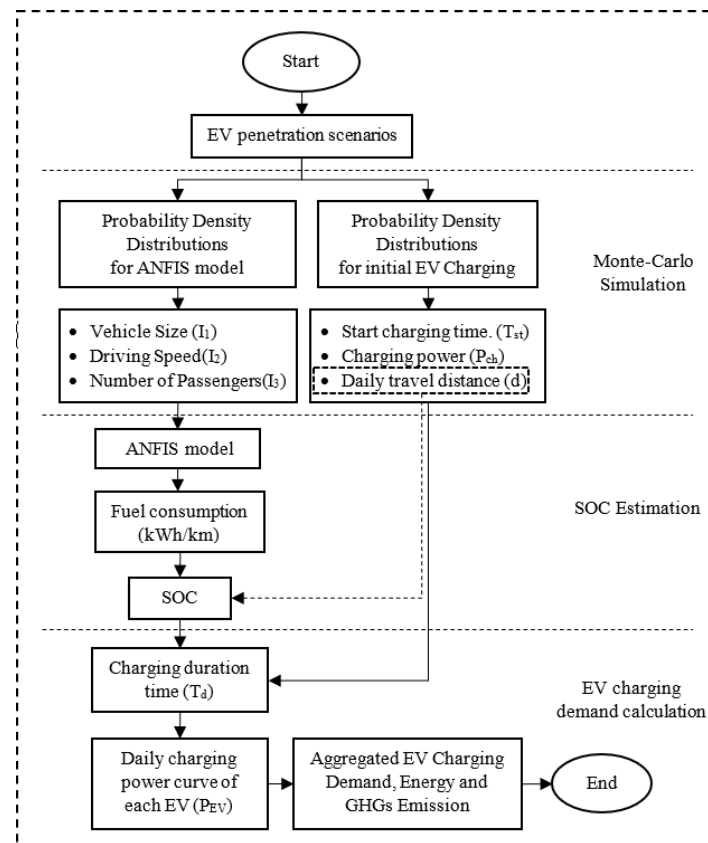 Start
EV penetration scenarios
Probability Density
Distributions
for ANFIS model
Probability Density
Distributions
for initial EV Charging
Monte-Carlo
Simulation
• Vehicle Size (I₁)
• Driving Speed(I₂)
• Number of Passengers(I₃)
• Start charging time. (Tst)
• Charging power (Pch)
• Daily travel distance (d)
ANFIS model
Fuel consumption
(kWh/km)
SOC Estimation
SOC
Charging duration
time (Td)
EV charging
demand calculation
Daily charging
power curve of
each EV (PEV)
Aggregated EV Charging
Demand, Energy and
GHGs Emission
End